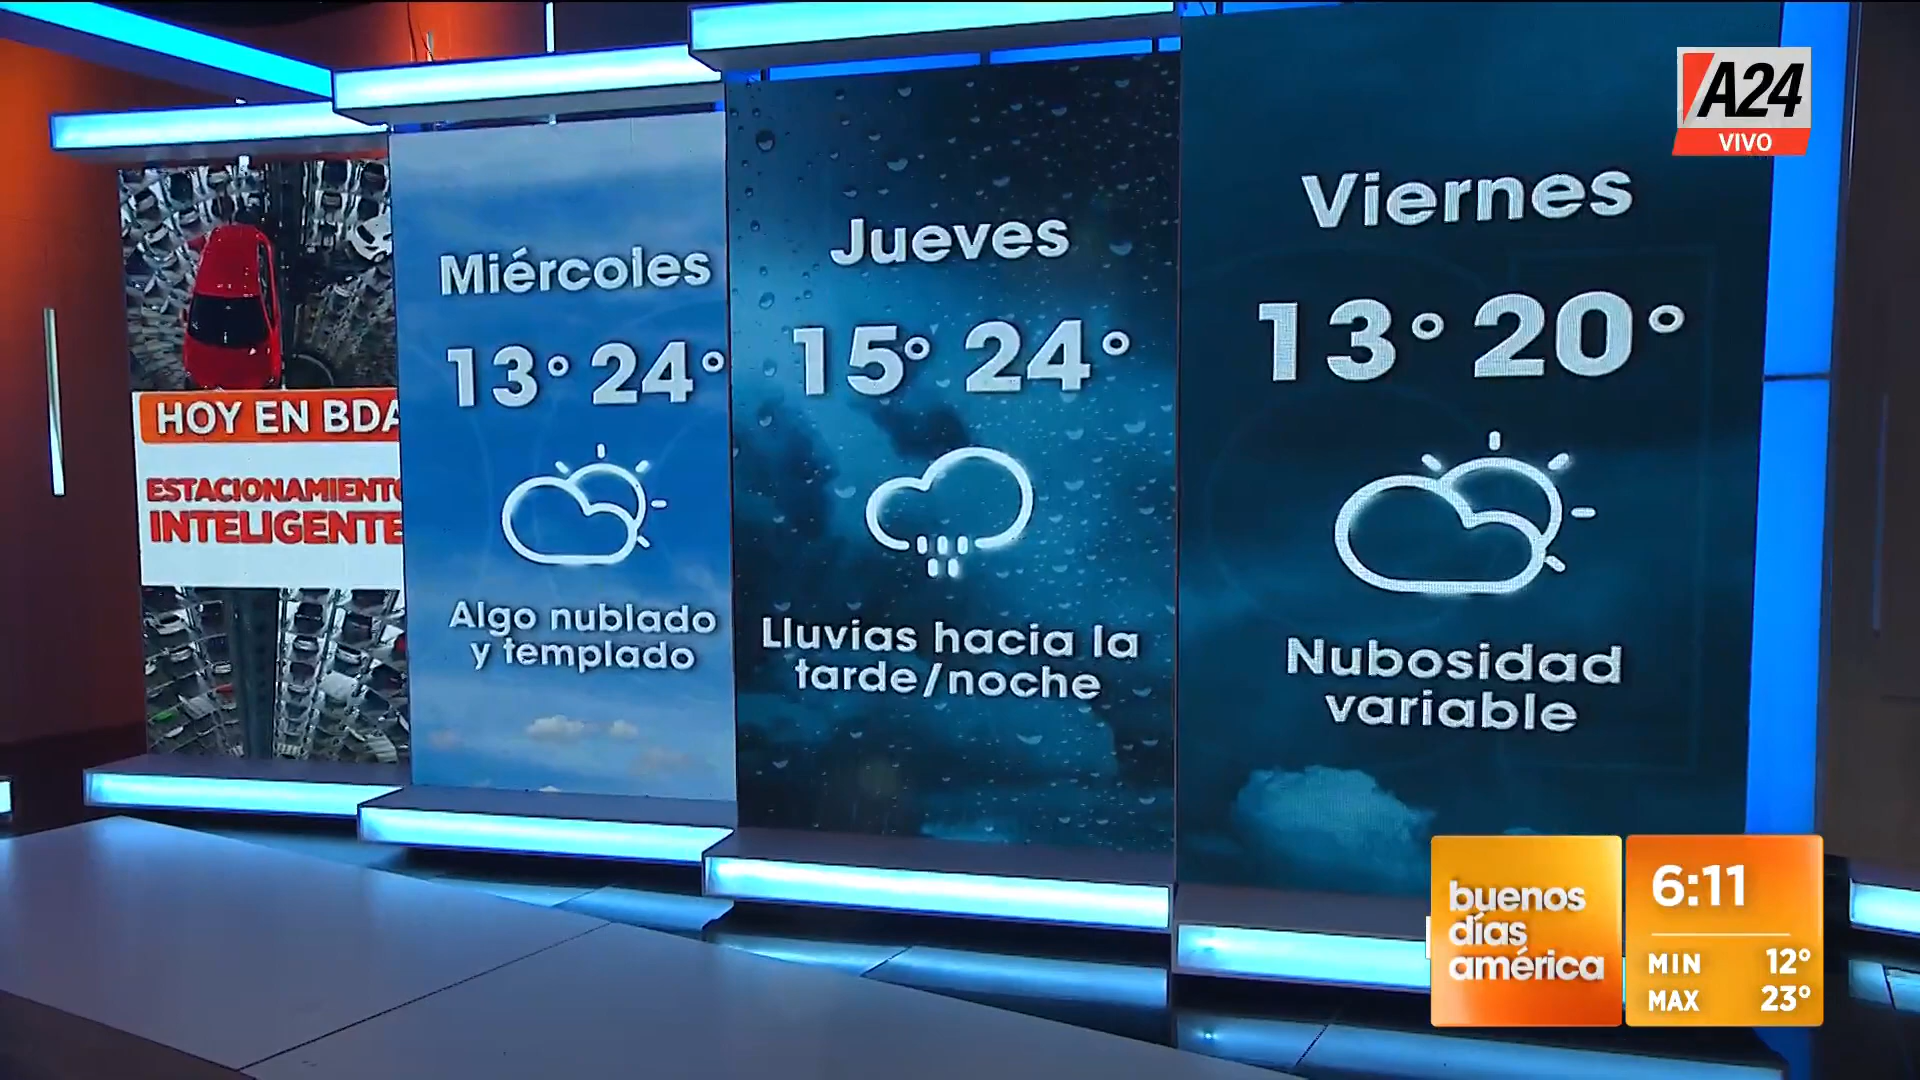 A24
VIVO
HOY EN BDA
ESTACIONAMIENTO
INTELIGENTE
Miércoles
13° 24°
Algo nublado
y templado
Jueves
15° 24°
Lluvias hacia la
tarde/noche
Viernes
13° 20°
Nubosidad
variable
buenos
días
américa
6:11
MIN 12°
MAX 23°